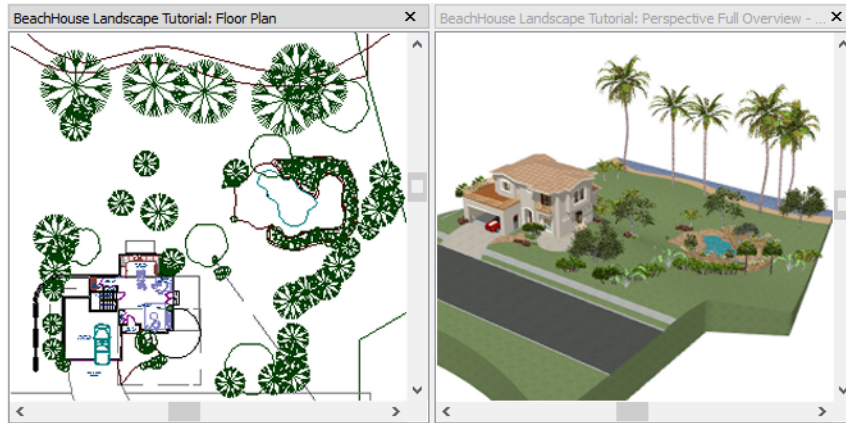 BeachHouse Landscape Tutorial: Floor Plan
BeachHouse Landscape Tutorial: Perspective Full Overview - ...